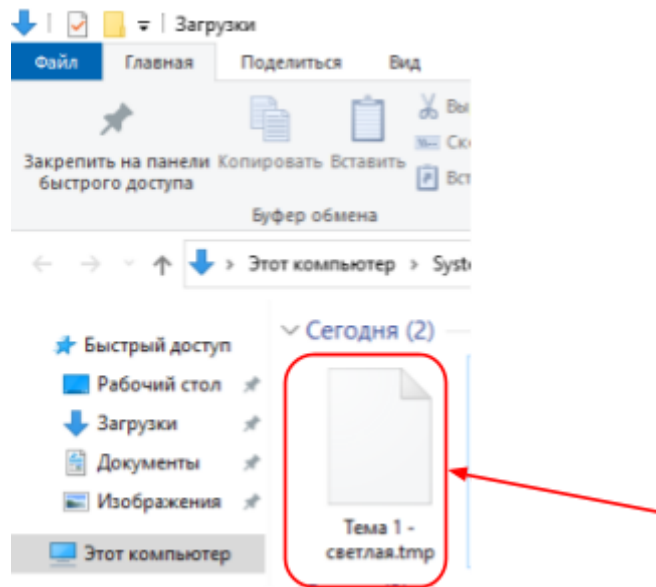 Загрузки
Файл Главная Поделиться Вид
Закрепить на панели быстрого доступа
Копировать
Вставить
Буфер обмена
Этот компьютер
Сегодня (2)
Быстрый доступ
Рабочий стол
Загрузки
Документы
Изображения
Этот компьютер
Тема 1 -
светлая.tmp